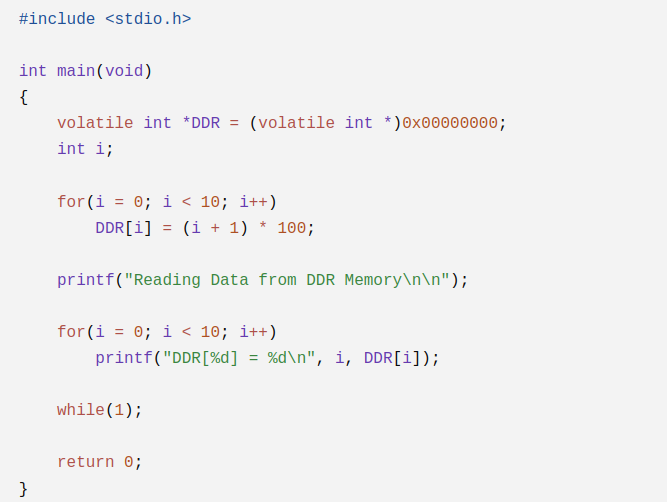 #include <stdio.h>

int main(void)
{
    volatile int *DDR = (volatile int *)0x00000000;
    int i;

    for(i = 0; i < 10; i++)
        DDR[i] = (i + 1) * 100;

    printf("Reading Data from DDR Memory\n\n");

    for(i = 0; i < 10; i++)
        printf("DDR[%d] = %d\n", i, DDR[i]);

    while(1);

    return 0;
}